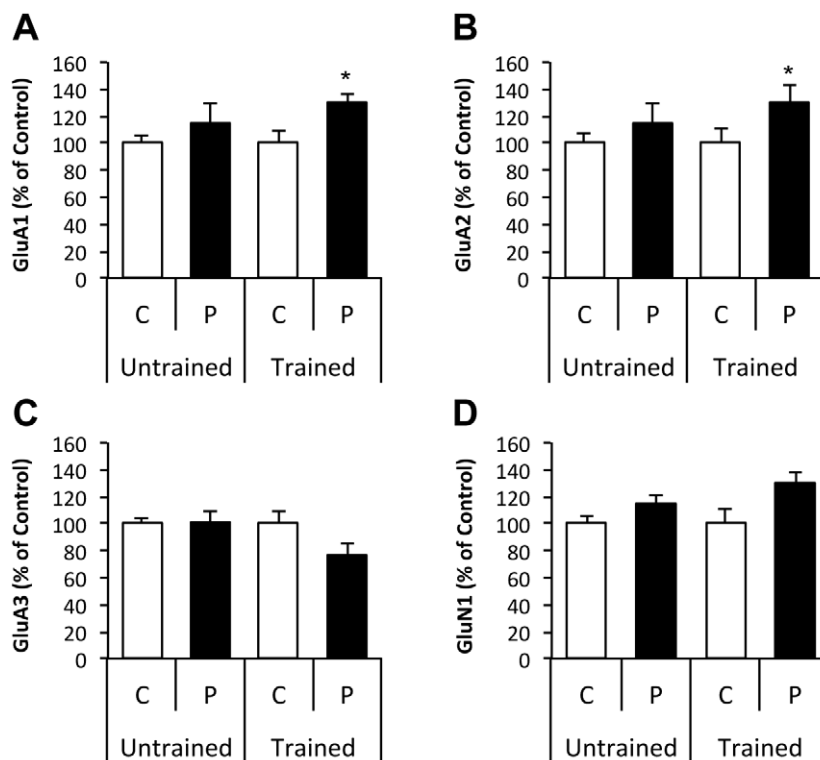 A
GluA1 (% of Control)
160
140
120
100
80
60
40
20
0
*
C P C P
Untrained Trained
B
GluA2 (% of Control)
160
140
120
100
80
60
40
20
0
*
C P C P
Untrained Trained
C
GluA3 (% of Control)
160
140
120
100
80
60
40
20
0
C P C P
Untrained Trained
D
GluN1 (% of Control)
160
140
120
100
80
60
40
20
0
C P C P
Untrained Trained